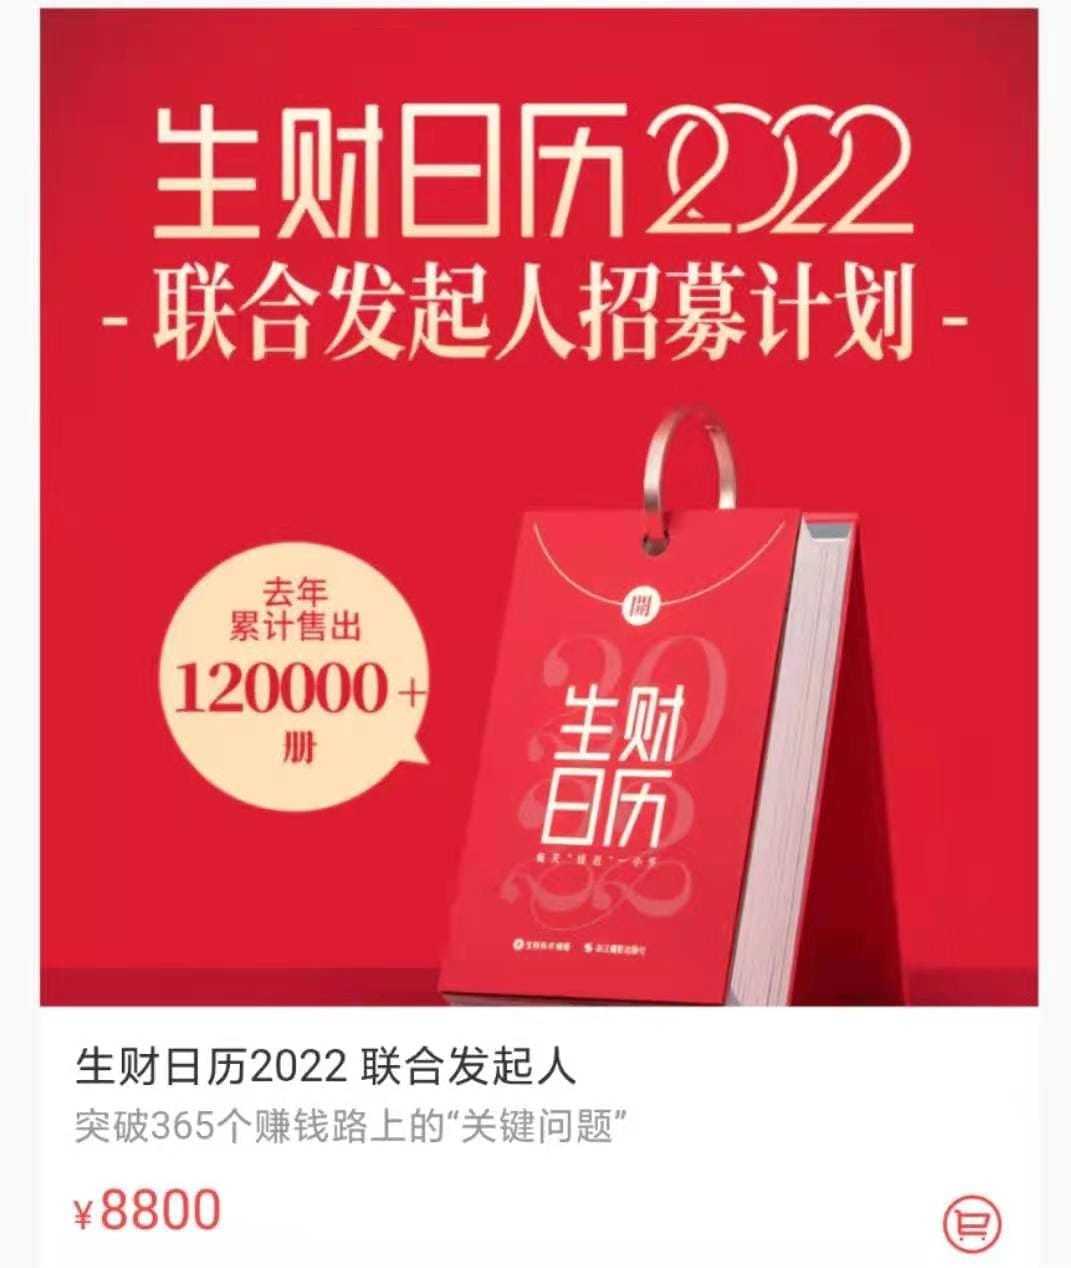 生财日历2022
- 联合发起人招募计划 -
去年
累计售出
120000+
册
開
2022
生财
日历
生财日历2022 联合发起人
突破365个赚钱路上的“关键问题”
¥8800